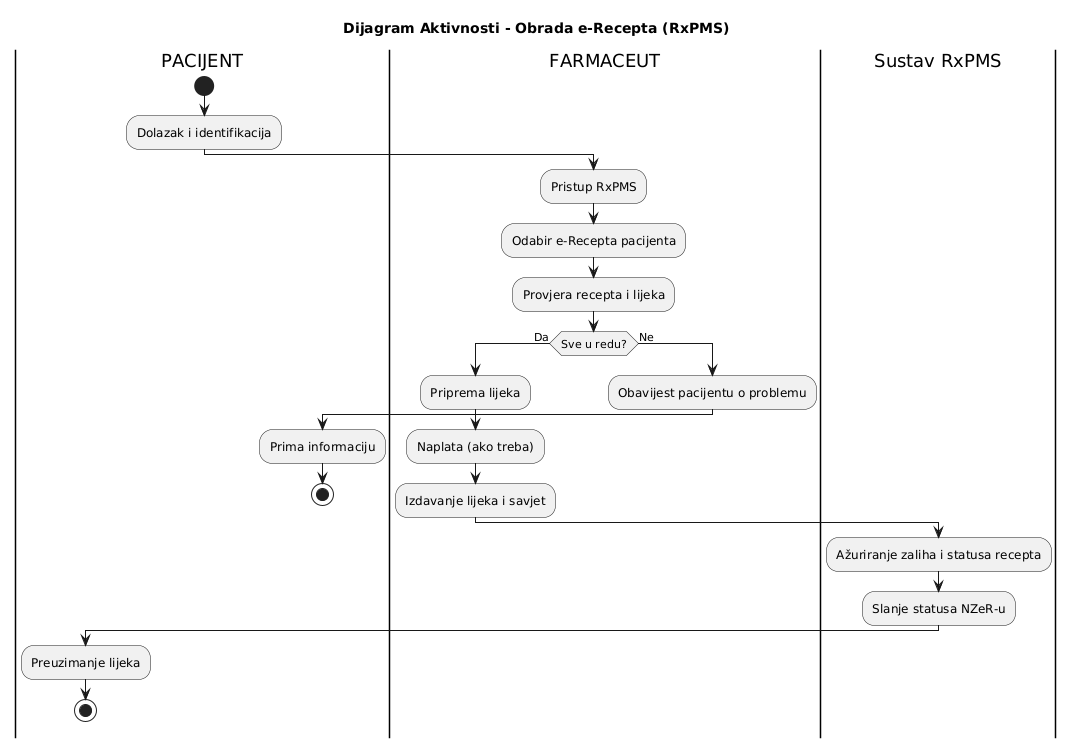 Dijagram Aktivnosti - Obrada e-Recepta (RxPMS)
PACIJENT
FARMACEUT
Sustav RxPMS
Dolazak i identifikacija
Pristup RxPMS
Odabir e-Recepta pacijenta
Provjera recepta i lijeka
Da
Sve u redu?
Ne
Priprema lijeka
Obavijest pacijentu o problemu
Prima informaciju
Naplata (ako treba)
Izdavanje lijeka i savjet
Ažuriranje zaliha i statusa recepta
Slanje statusa NZeR-u
Preuzimanje lijeka